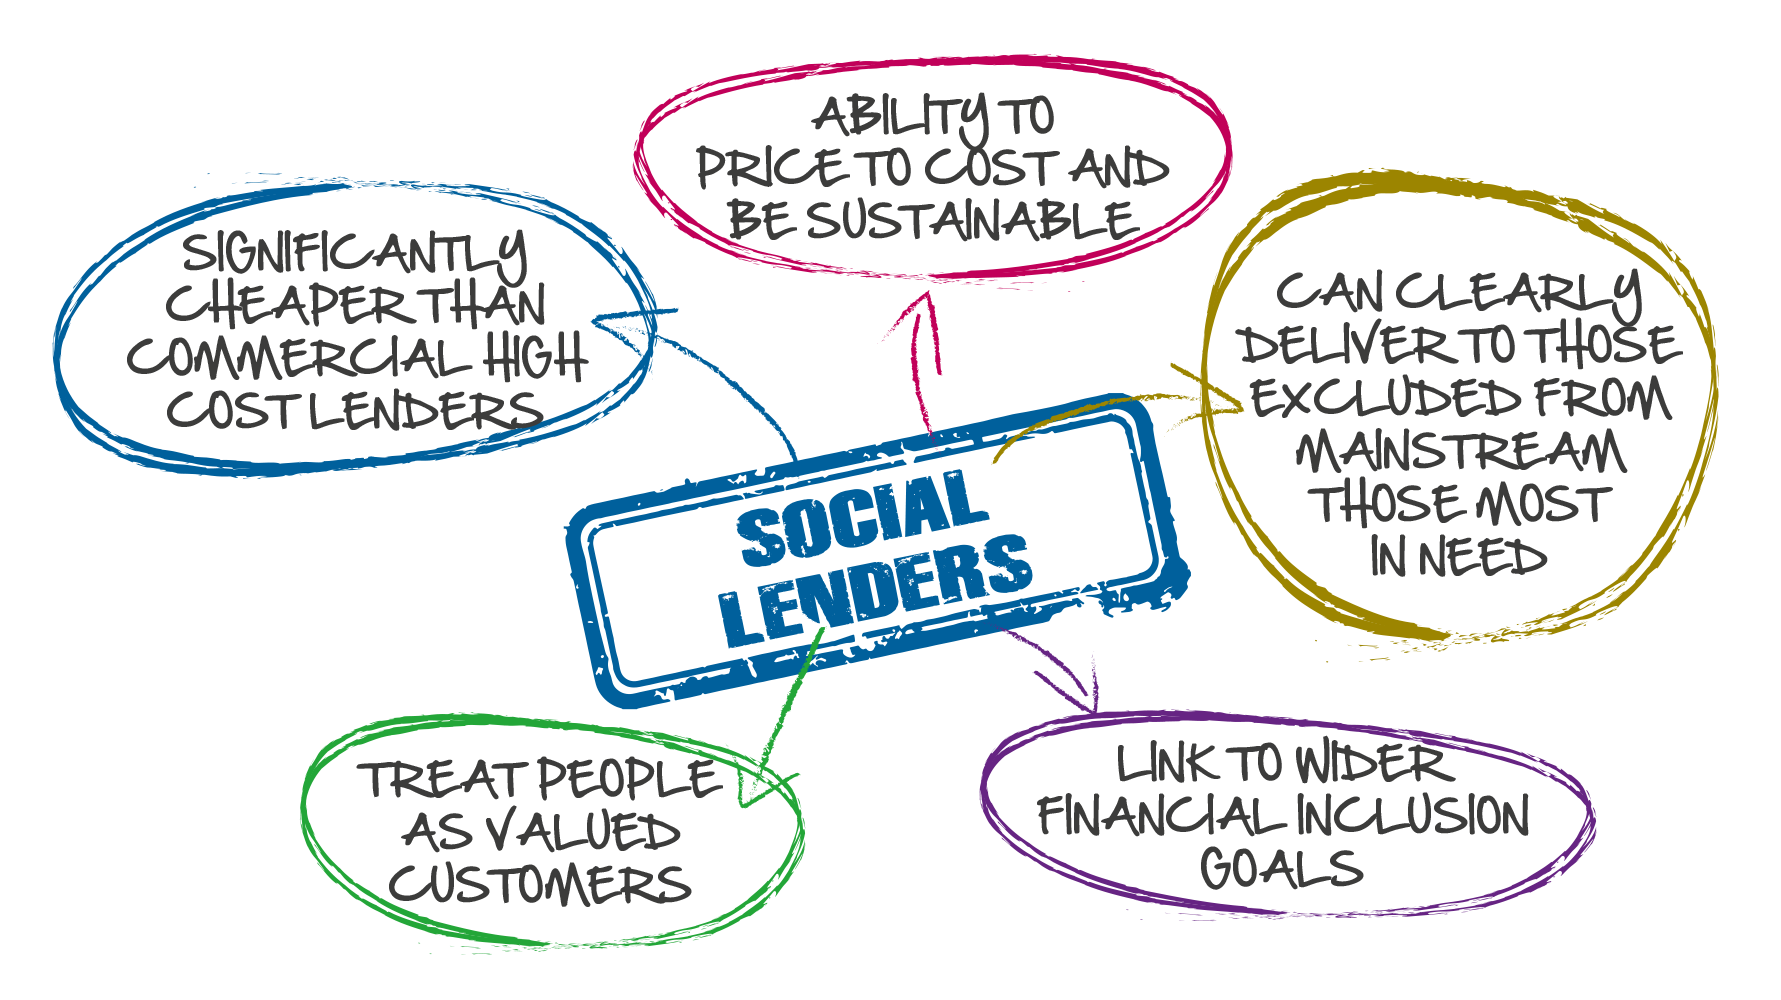 ABILITY TO
PRICE TO COST AND
BE SUSTAINABLE
SIGNIFICANTLY
CHEAPER THAN
COMMERCIAL HIGH
COST LENDERS
CAN CLEARLY
DELIVER TO THOSE
EXCLUDED FROM
MAINSTREAM
THOSE MOST
IN NEED
SOCIAL
LENDERS
TREAT PEOPLE
AS VALUED
CUSTOMERS
LINK TO WIDER
FINANCIAL INCLUSION
GOALS